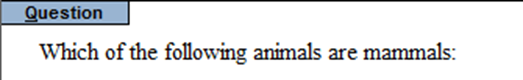 Question
Which of the following animals are mammals: